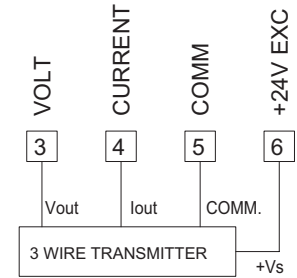 VOLT
CURRENT
COMM
+24V EXC
3
4
5
6
Vout
Iout
COMM.
3 WIRE TRANSMITTER
+Vs